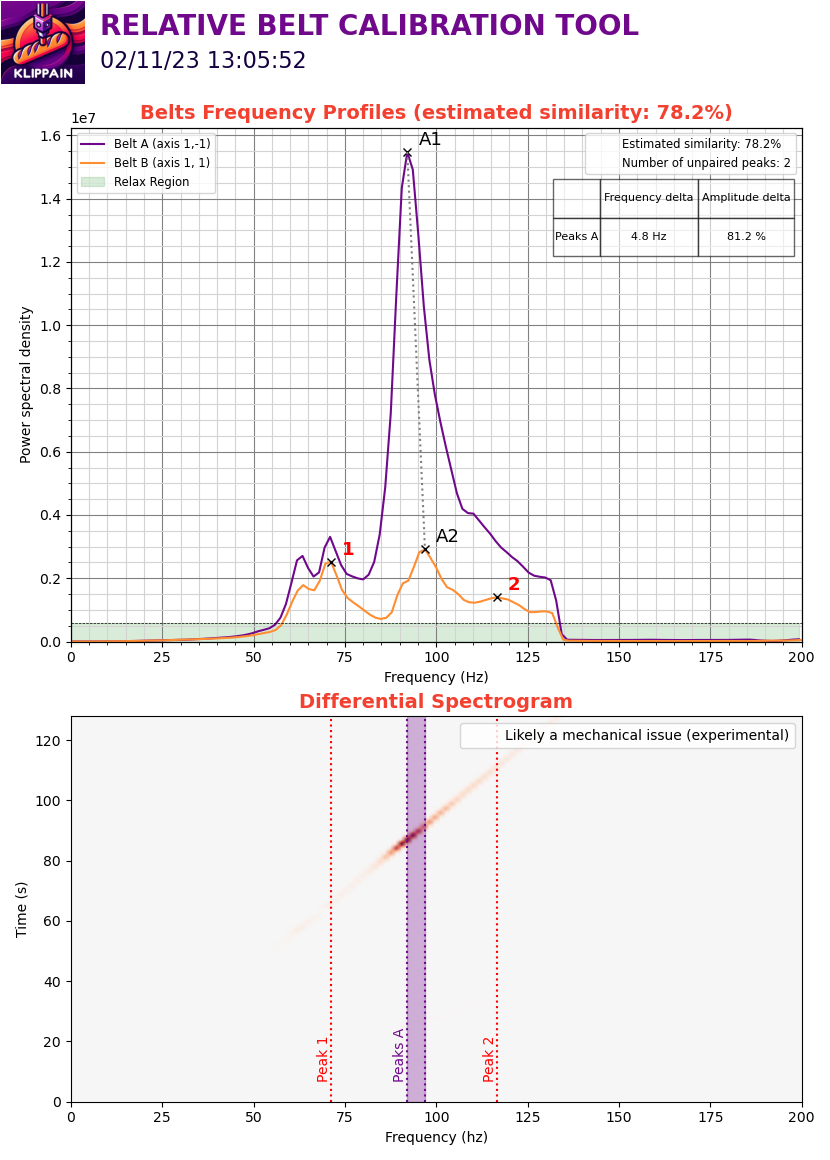 KLIPPAIN
RELATIVE BELT CALIBRATION TOOL
02/11/23 13:05:52
Belts Frequency Profiles (estimated similarity: 78.2%)
1e7
Belt A (axis 1,-1)
Belt B (axis 1, 1)
Relax Region
Estimated similarity: 78.2%
Number of unpaired peaks: 2
Frequency delta Amplitude delta
Peaks A 4.8 Hz 81.2 %
A1
A2
1
2
1.6
1.4
1.2
1.0
0.8
0.6
0.4
0.2
0.0
Power spectral density
0 25 50 75 100 125 150 175 200
Frequency (Hz)
Differential Spectrogram
Likely a mechanical issue (experimental)
Peak 1
Peaks A
Peak 2
120
100
80
60
40
20
0
Time (s)
0 25 50 75 100 125 150 175 200
Frequency (hz)